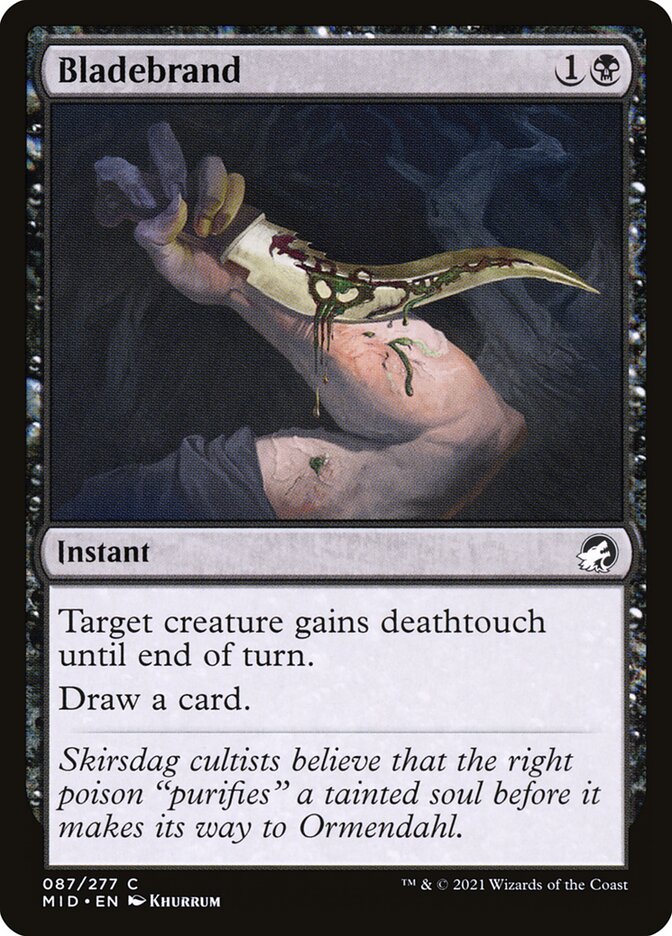 Bladebrand 1
Instant
Target creature gains deathtouch
until end of turn.
Draw a card.
Skirsdag cultists believe that the right
poison “purifies” a tainted soul before it
makes its way to Ormendahl.
087/277 C
MID • EN Khurrum
™ & © 2021 Wizards of the Coast